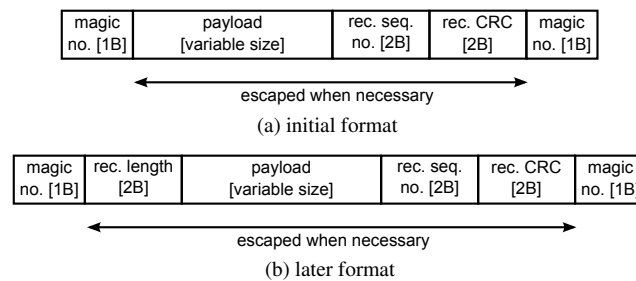 magic no. [1B] payload [variable size] rec. seq. no. [2B] rec. CRC [2B] magic no. [1B]
escaped when necessary
(a) initial format
magic no. [1B] rec. length [2B] payload [variable size] rec. seq. no. [2B] rec. CRC [2B] magic no. [1B]
escaped when necessary
(b) later format